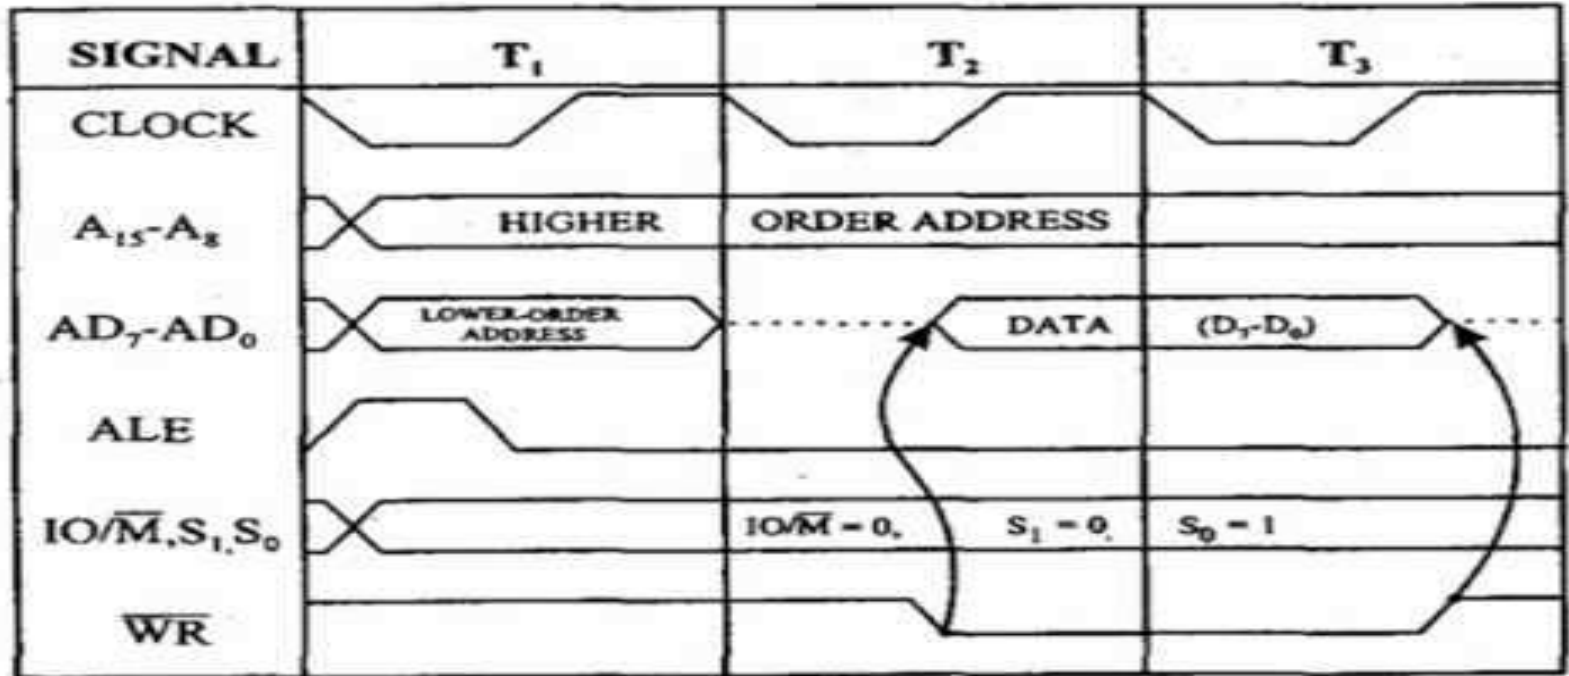 SIGNAL T₁ T₂ T₃
CLOCK
A₁₅-A₈ HIGHER ORDER ADDRESS
AD₇-AD₀ LOWER-ORDER ADDRESS DATA (D₇-D₀)
ALE
IO/M̅,S₁,S₀ IO/M̅ = 0, S₁ = 0, S₀ = 1
W̅R̅